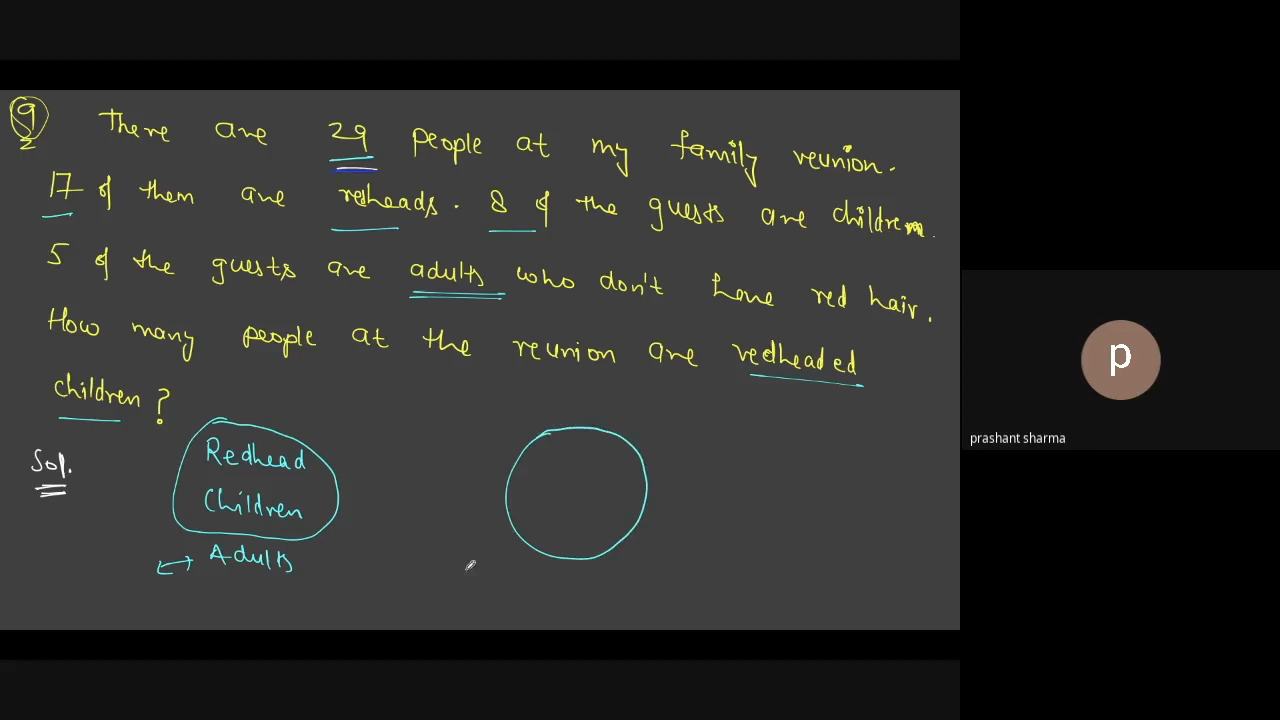 9 There are 29 people at my family reunion.
17 of them are redheads. 8 of the guests are children.
5 of the guests are adults who don't have red hair.
How many people at the reunion are redheaded
children?
Sol.
Redhead
Children
Adults
p
prashant sharma